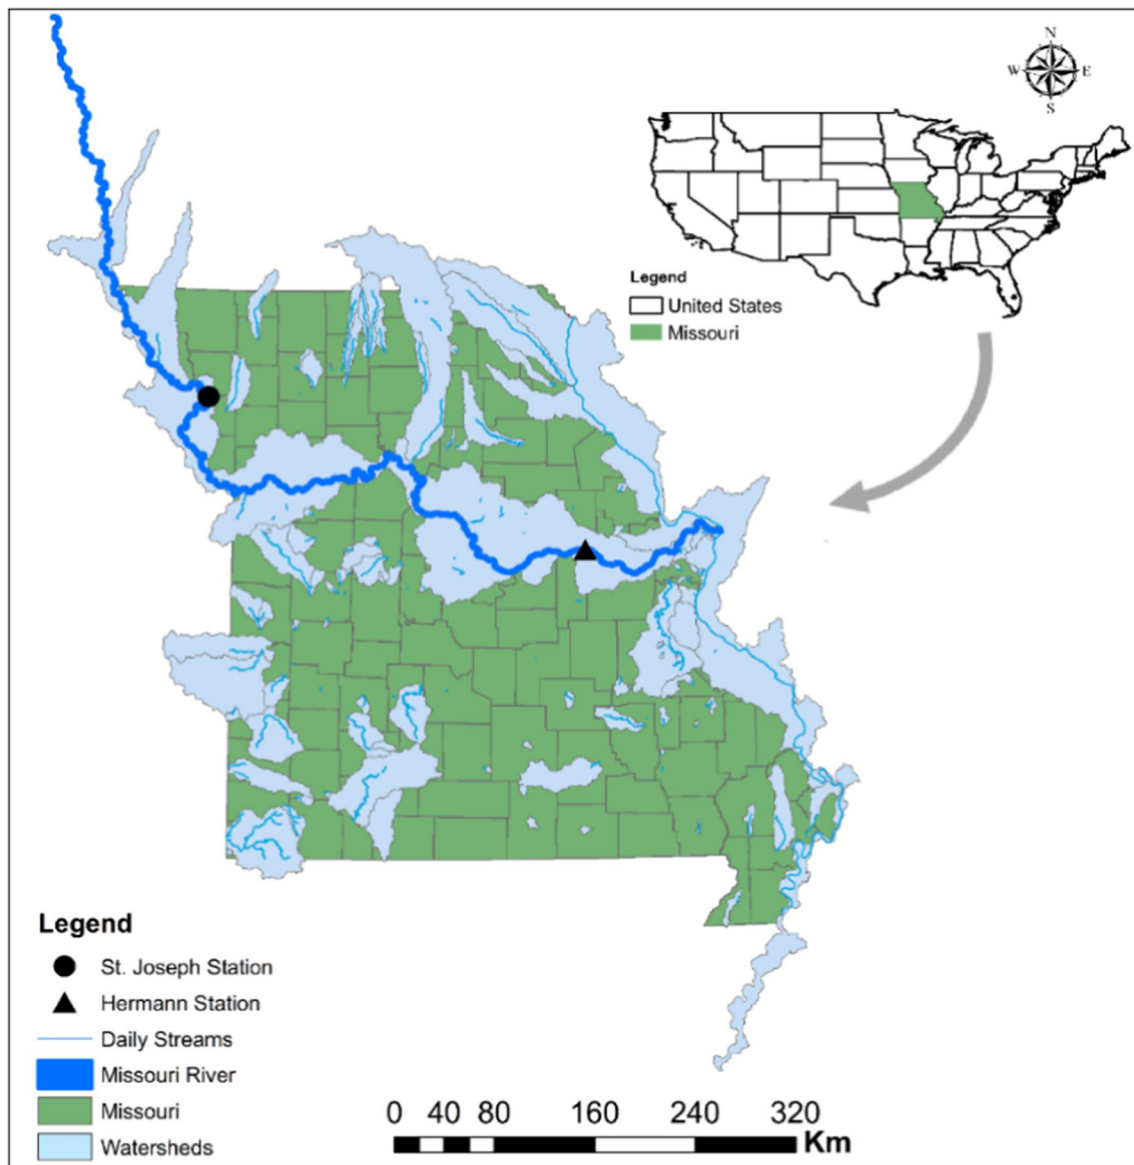 N
W E
S
Legend
United States
Missouri
Legend
St. Joseph Station
Hermann Station
Daily Streams
Missouri River
Missouri
Watersheds
0 40 80 160 240 320
Km